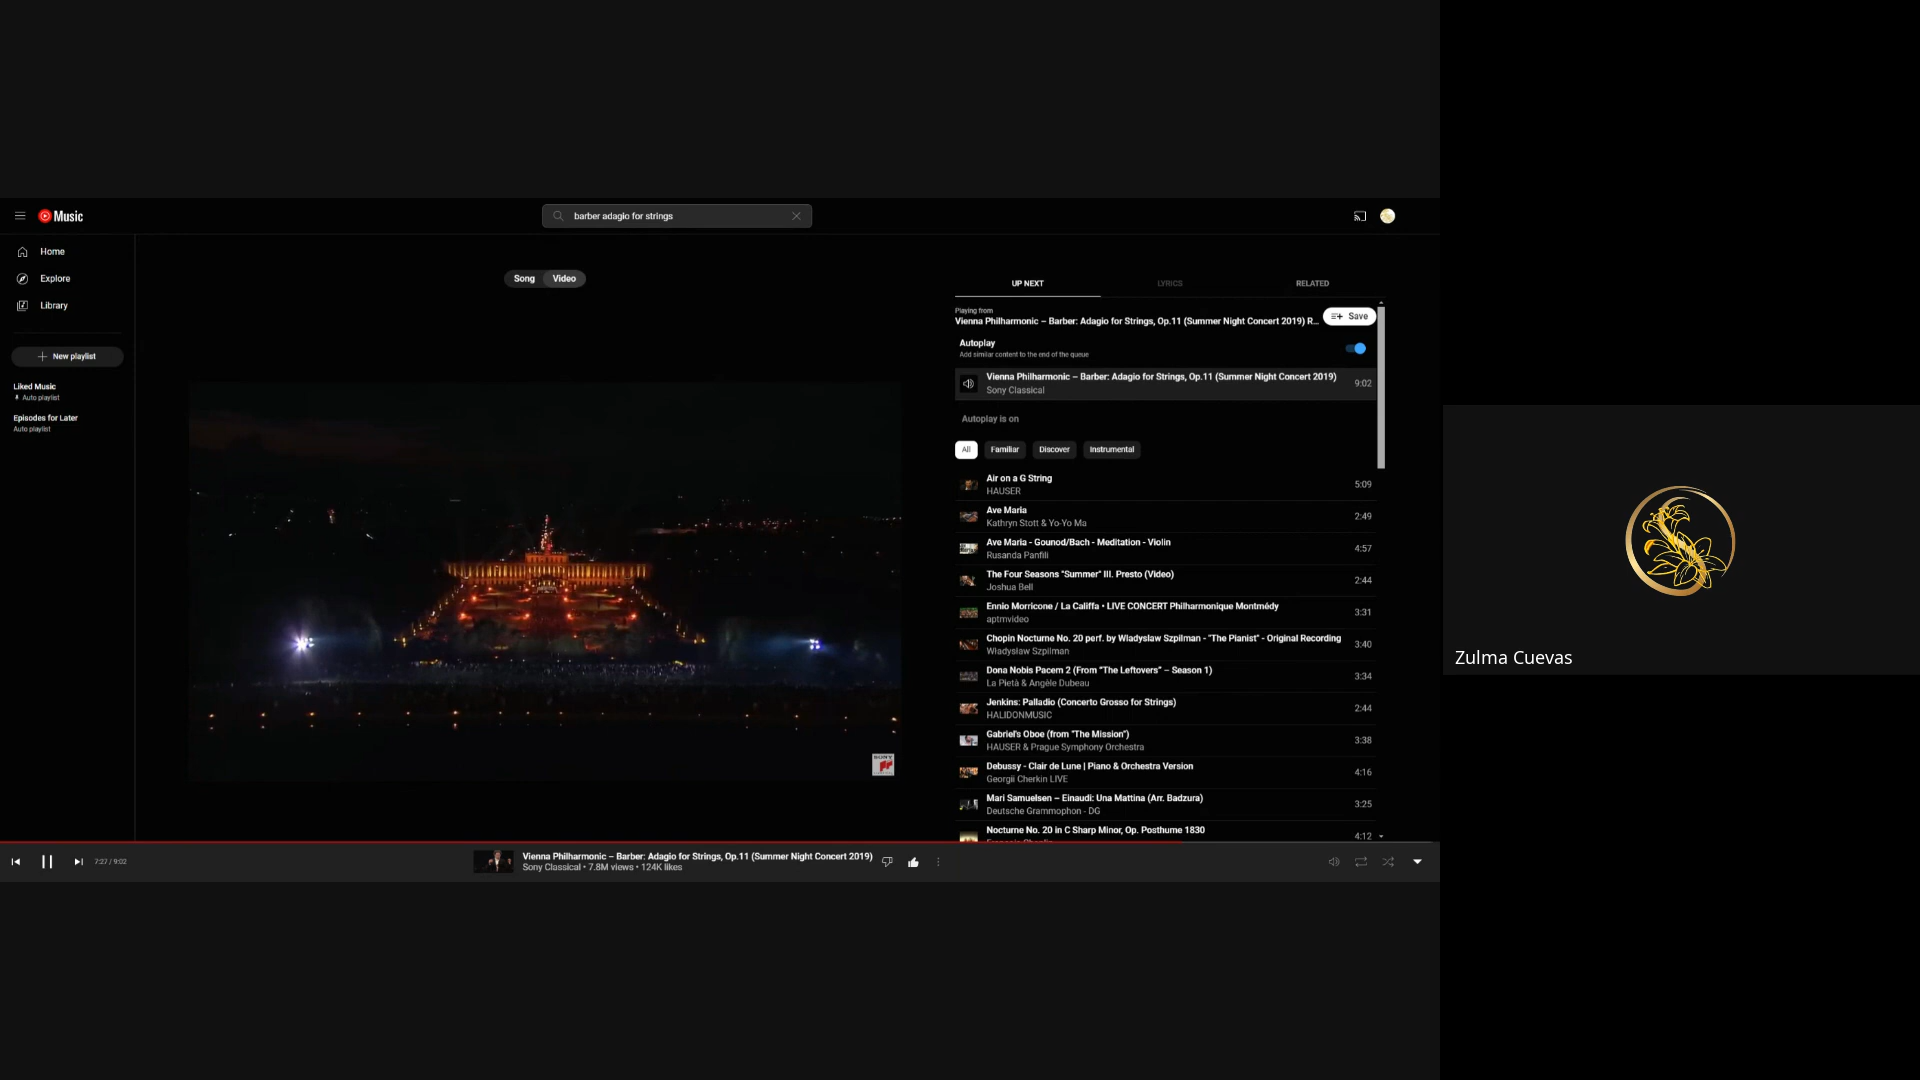 Music
barber adagio for strings
Home
Explore
Library
New playlist
Liked Music
Auto playlist
Episodes for Later
Auto playlist
Song Video
SONY
UP NEXT LYRICS RELATED
Playing from
Vienna Philharmonic – Barber: Adagio for Strings, Op.11 (Summer Night Concert 2019) R...
Save
Autoplay
Add similar content to the end of the queue
Vienna Philharmonic – Barber: Adagio for Strings, Op.11 (Summer Night Concert 2019)
Sony Classical
9:02
Autoplay is on
All Familiar Discover Instrumental
Air on a G String
HAUSER
5:09
Ave Maria
Kathryn Stott & Yo-Yo Ma
2:49
Ave Maria - Gounod/Bach - Meditation - Violin
Rusanda Panfili
4:57
The Four Seasons "Summer" III. Presto (Video)
Joshua Bell
2:44
Ennio Morricone / La Califfa • LIVE CONCERT Philharmonique Montmédy
aptmvideo
3:31
Chopin Nocturne No. 20 perf. by Wladyslaw Szpilman - "The Pianist" - Original Recording
Władysław Szpilman
3:40
Dona Nobis Pacem 2 (From "The Leftovers" – Season 1)
La Pietà & Angèle Dubeau
3:34
Jenkins: Palladio (Concerto Grosso for Strings)
HALIDONMUSIC
2:44
Gabriel's Oboe (from "The Mission")
HAUSER & Prague Symphony Orchestra
3:38
Debussy - Clair de Lune | Piano & Orchestra Version
Georgii Cherkin LIVE
4:16
Mari Samuelsen – Einaudi: Una Mattina (Arr. Badzura)
Deutsche Grammophon - DG
3:25
Nocturne No. 20 in C Sharp Minor, Op. Posthume 1830
4:12
7:27 / 9:02
Vienna Philharmonic – Barber: Adagio for Strings, Op.11 (Summer Night Concert 2019)
Sony Classical • 7.8M views • 124K likes
Zulma Cuevas